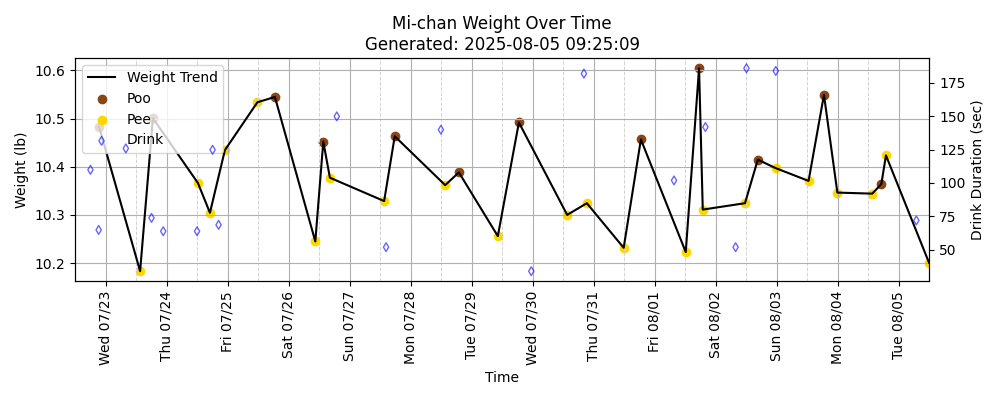 Mi-chan Weight Over Time
Generated: 2025-08-05 09:25:09
Weight (lb)
10.6
10.5
10.4
10.3
10.2
Weight Trend
Poo
Pee
Drink
175
150
125
100
75
50
Drink Duration (sec)
Wed 07/23
Thu 07/24
Fri 07/25
Sat 07/26
Sun 07/27
Mon 07/28
Tue 07/29
Wed 07/30
Thu 07/31
Fri 08/01
Sat 08/02
Sun 08/03
Mon 08/04
Tue 08/05
Time